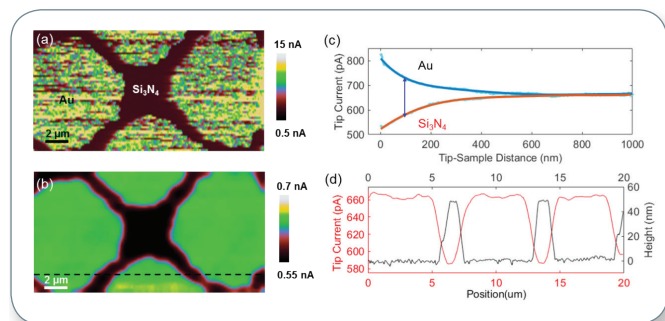 (a)
15 nA
Au
Si₃N₄
2 µm
0.5 nA
(b)
0.7 nA
2 µm
0.55 nA
(c)
Tip Current (pA)
800
700
600
500
Au
Si₃N₄
0 200 400 600 800 1000
Tip-Sample Distance (nm)
(d)
0 5 10 15 20
Tip Current (pA)
660
640
620
600
580
60
40
20
0
Height (nm)
0 5 10 15 20
Position(um)